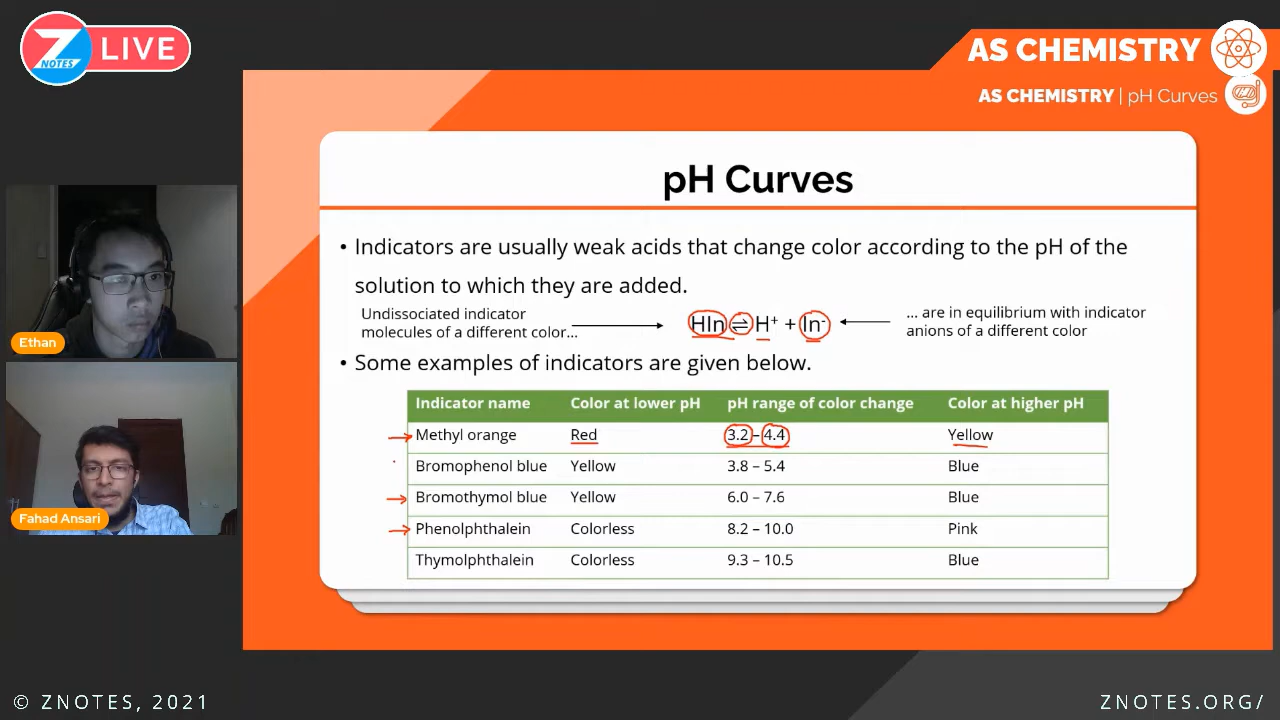 Z NOTES LIVE
AS CHEMISTRY
AS CHEMISTRY | pH Curves
pH Curves
• Indicators are usually weak acids that change color according to the pH of the
solution to which they are added.
Undissociated indicator
molecules of a different color...
HIn ⇌ H⁺ + In⁻
... are in equilibrium with indicator
anions of a different color
• Some examples of indicators are given below.
Indicator name Color at lower pH pH range of color change Color at higher pH
Methyl orange Red 3.2 – 4.4 Yellow
Bromophenol blue Yellow 3.8 – 5.4 Blue
Bromothymol blue Yellow 6.0 – 7.6 Blue
Phenolphthalein Colorless 8.2 – 10.0 Pink
Thymolphthalein Colorless 9.3 – 10.5 Blue
Ethan
Fahad Ansari
© ZNOTES, 2021
ZNOTES.ORG/